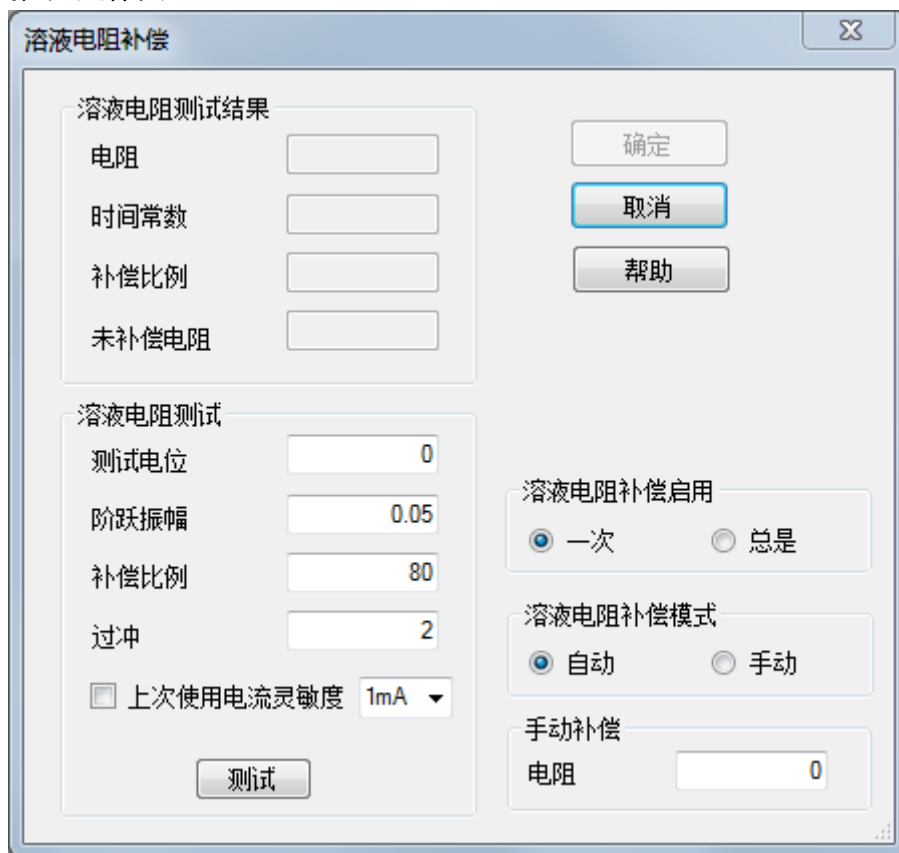 溶液电阻补偿
溶液电阻测试结果
电阻
时间常数
补偿比例
未补偿电阻
确定
取消
帮助
溶液电阻测试
测试电位 0
阶跃振幅 0.05
补偿比例 80
过冲 2
上次使用电流灵敏度 1mA
测试
溶液电阻补偿启用
一次 总是
溶液电阻补偿模式
自动 手动
手动补偿
电阻 0